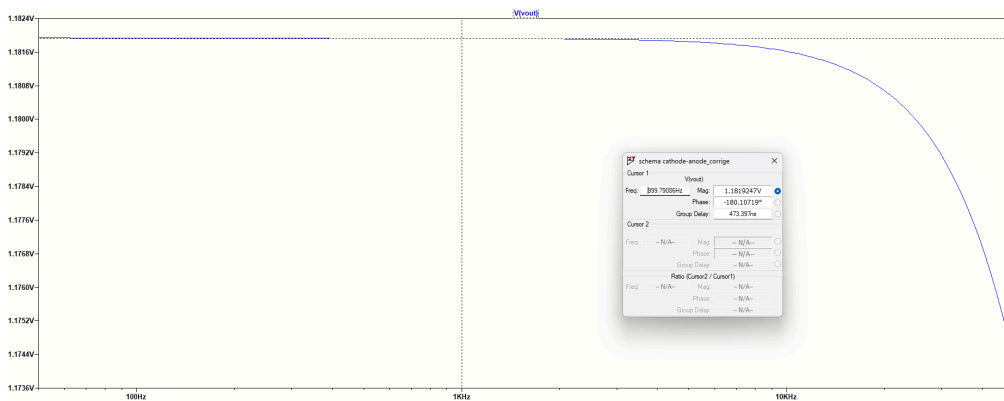 V(vout)
1.1824V
1.1816V
1.1808V
1.1800V
1.1792V
1.1784V
1.1776V
1.1768V
1.1760V
1.1752V
1.1744V
1.1736V
100Hz 1KHz 10KHz
schema cathode-anode_corrige
Cursor 1
V(vout)
Freq: 999.79086Hz Mag: 1.1819247V
Phase: -180.10719°
Group Delay: 473.397ns
Cursor 2
Freq: -- N/A-- Mag: -- N/A--
Phase: -- N/A--
Group Delay: -- N/A--
Ratio (Cursor2 / Cursor1)
Freq: -- N/A-- Mag: -- N/A--
Phase: -- N/A--
Group Delay: -- N/A--